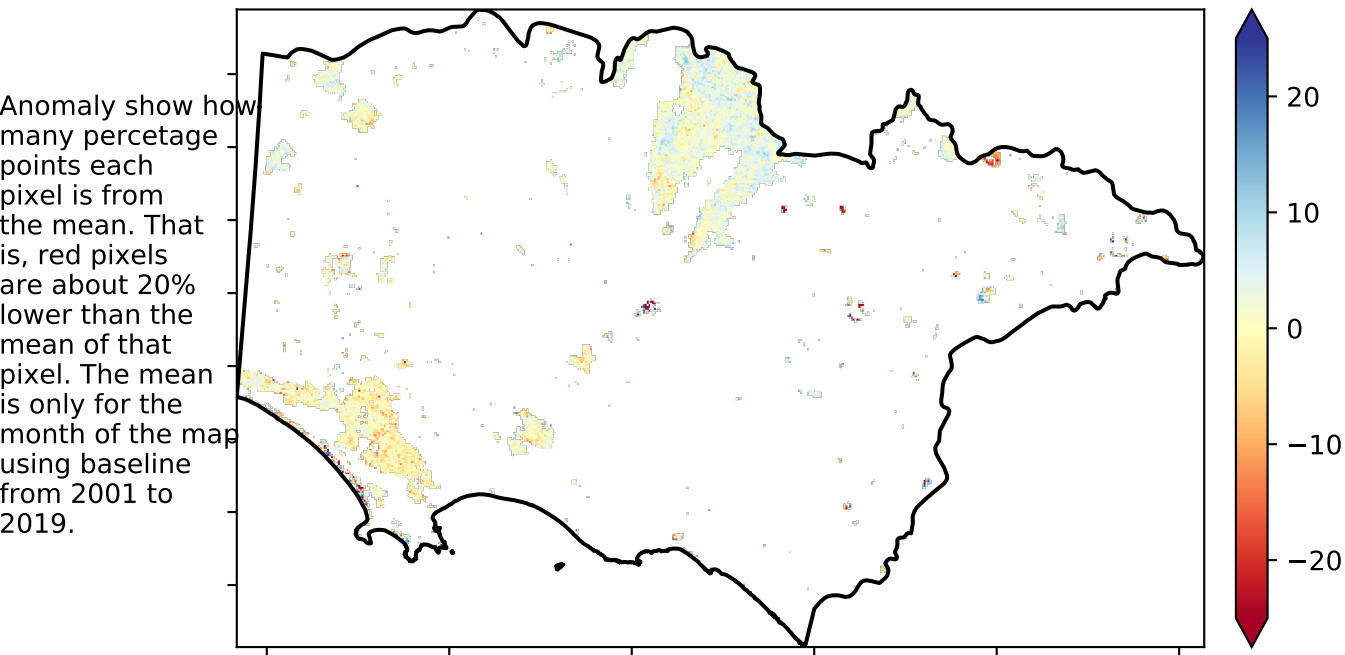 Anomaly show how
many percetage
points each
pixel is from
the mean. That
is, red pixels
are about 20%
lower than the
mean of that
pixel. The mean
is only for the
month of the map
using baseline
from 2001 to
2019.
20
10
0
−10
−20